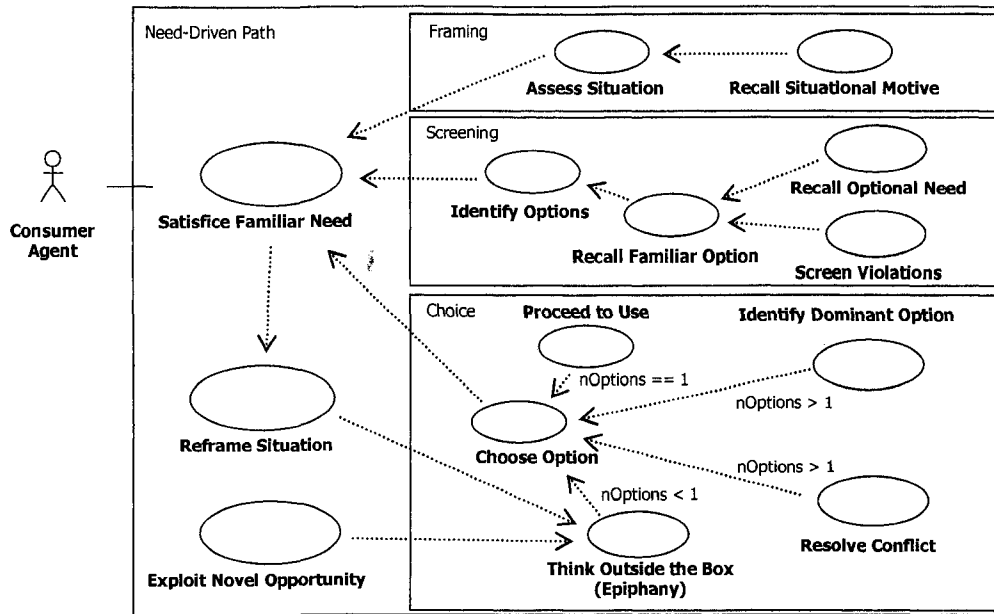 Need-Driven Path
Framing
Assess Situation
Recall Situational Motive
Screening
Consumer
Agent
Satisfice Familiar Need
Identify Options
Recall Optional Need
Recall Familiar Option
Screen Violations
Choice
Proceed to Use
Identify Dominant Option
nOptions == 1
nOptions > 1
Reframe Situation
Choose Option
nOptions > 1
nOptions < 1
Resolve Conflict
Exploit Novel Opportunity
Think Outside the Box
(Epiphany)